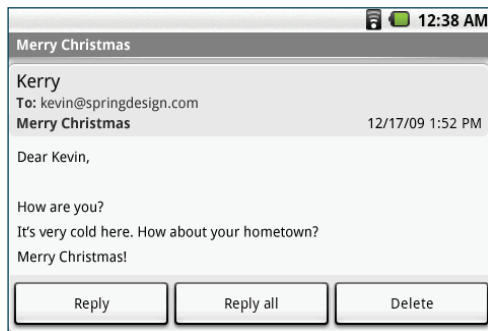 12:38 AM
Merry Christmas
Kerry
To: kevin@springdesign.com
Merry Christmas 12/17/09 1:52 PM
Dear Kevin,
How are you?
It's very cold here. How about your hometown?
Merry Christmas!
Reply Reply all Delete